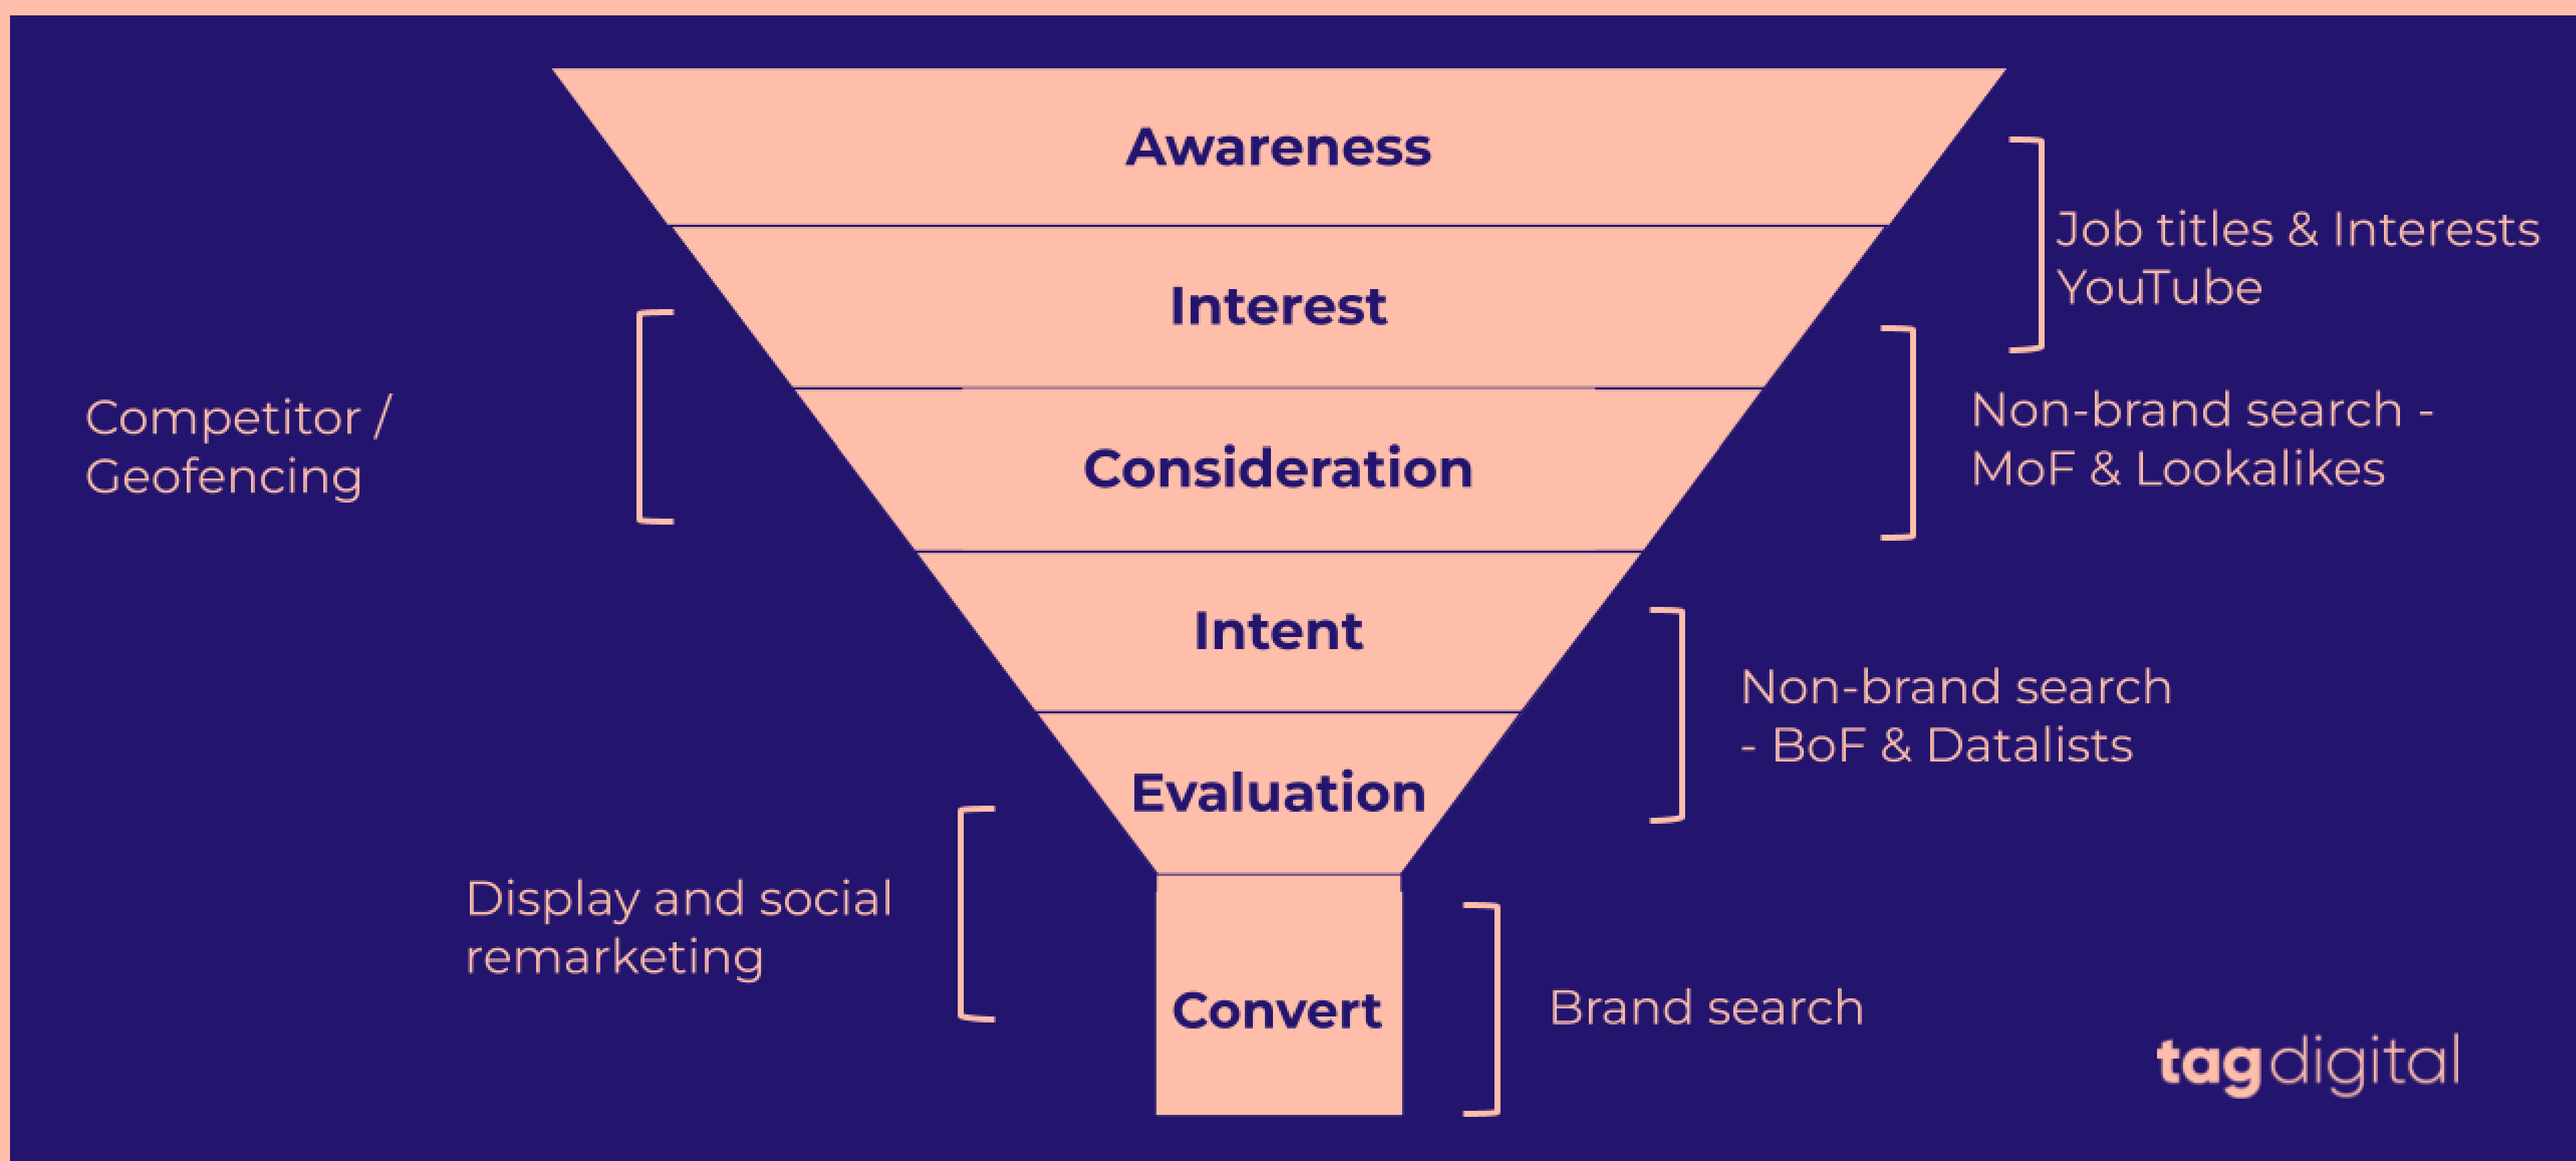 Awareness
Interest
Consideration
Intent
Evaluation
Convert
Competitor /
Geofencing
Display and social
remarketing
Job titles & Interests
YouTube
Non-brand search -
MoF & Lookalikes
Non-brand search
- BoF & Datalists
Brand search
tagdigital